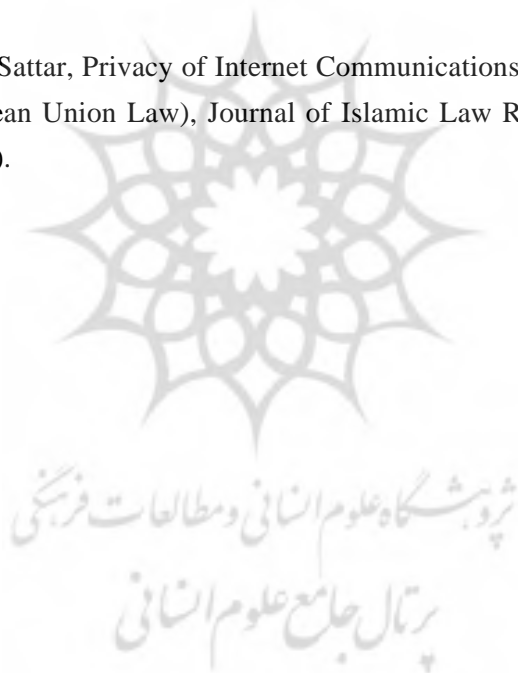 Sattar, Privacy of Internet Communications
ean Union Law), Journal of Islamic Law R
).
پژوهشگاه علوم انسانی و مطالعات فرهنگی
پرتال جامع علوم انسانی